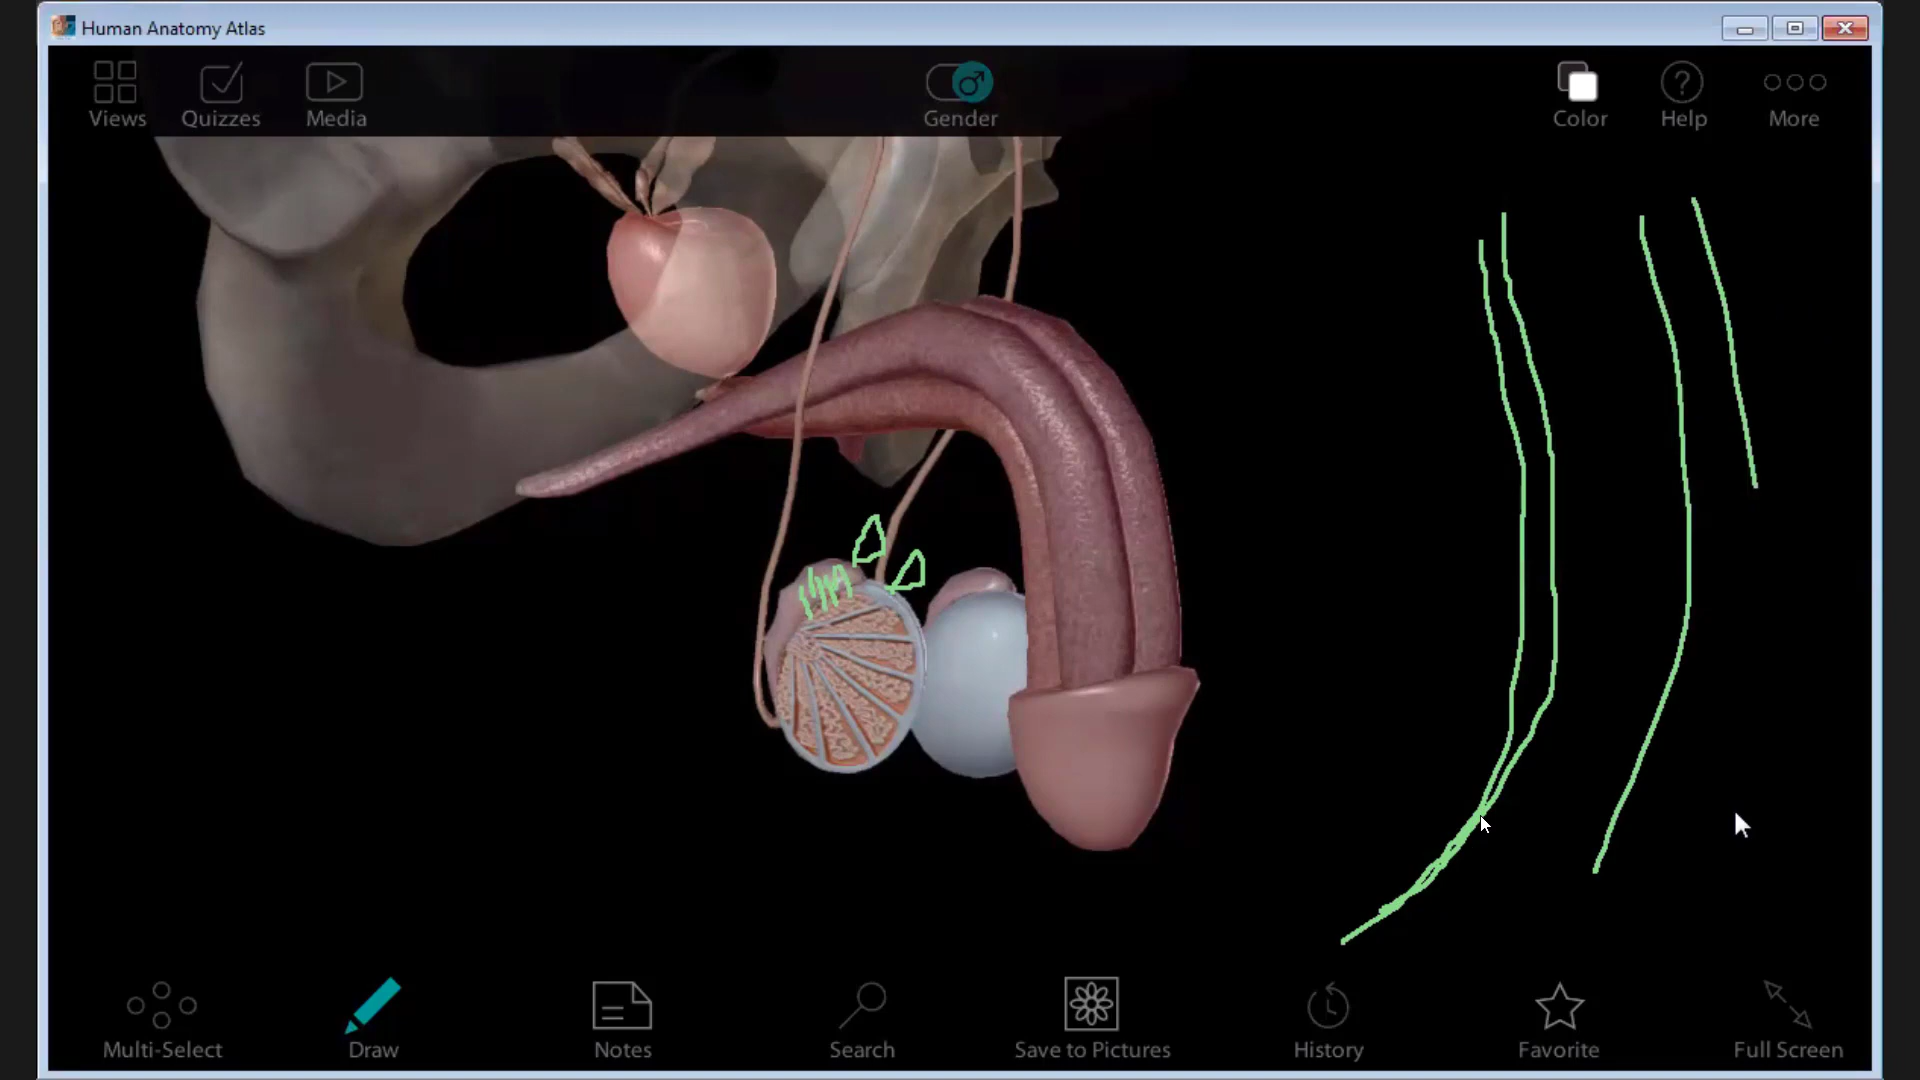 Human Anatomy Atlas
Views Quizzes Media Gender Color Help More
Multi-Select Draw Notes Search Save to Pictures History Favorite Full Screen